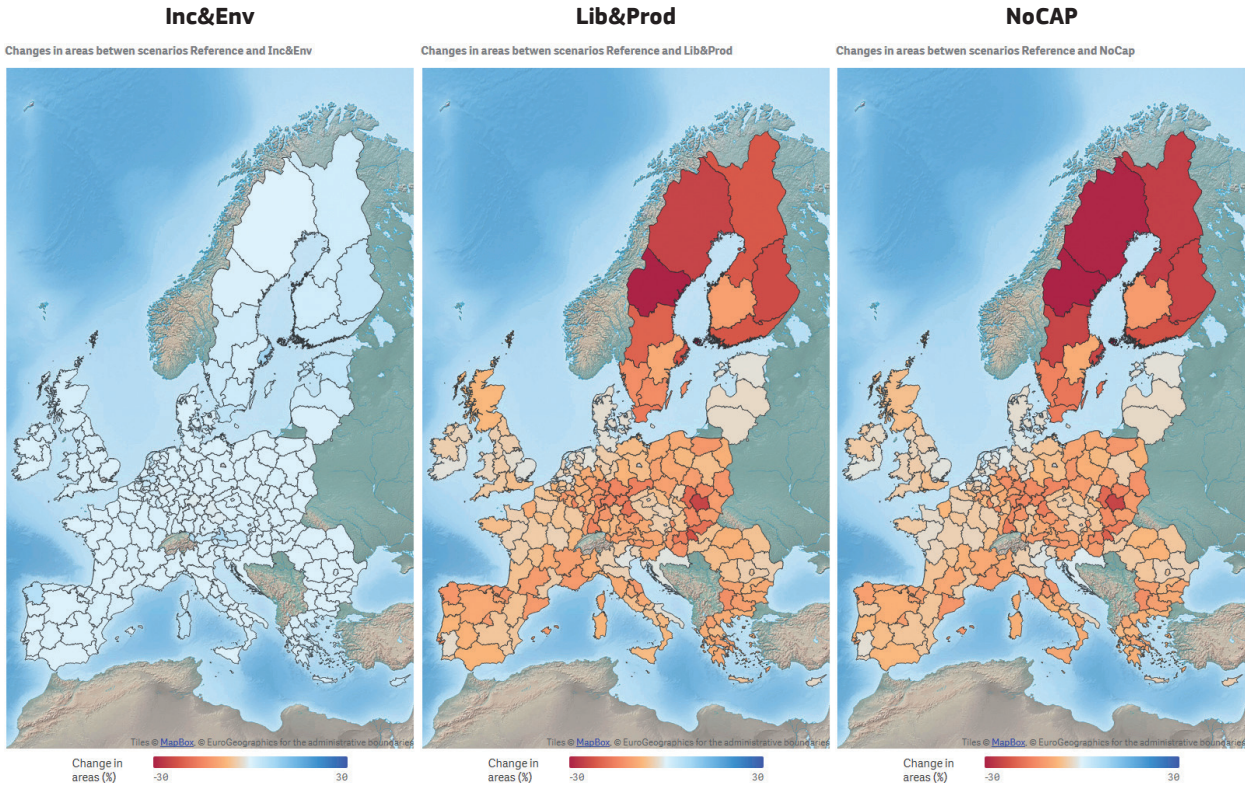 Inc&Env
Lib&Prod
NoCAP
Changes in areas betwen scenarios Reference and Inc&Env
Changes in areas betwen scenarios Reference and Lib&Prod
Changes in areas betwen scenarios Reference and NoCap
Tiles © MapBox, © EuroGeographics for the administrative boundaries
Tiles © MapBox, © EuroGeographics for the administrative boundaries
Tiles © MapBox, © EuroGeographics for the administrative boundaries
Change in
areas (%)
-30 30
Change in
areas (%)
-30 30
Change in
areas (%)
-30 30